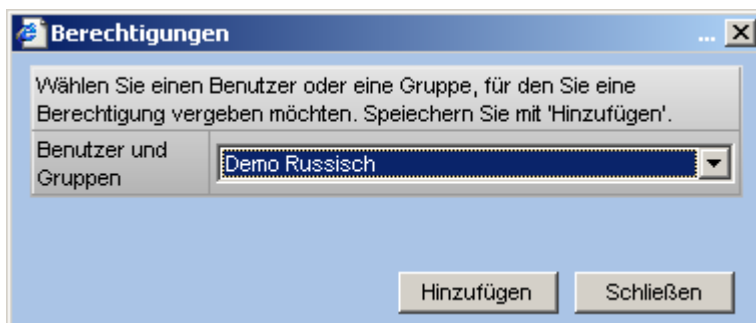 Berechtigungen ...
Wählen Sie einen Benutzer oder eine Gruppe, für den Sie eine
Berechtigung vergeben möchten. Speiechern Sie mit 'Hinzufügen'.
Benutzer und
Gruppen
Demo Russisch
Hinzufügen Schließen